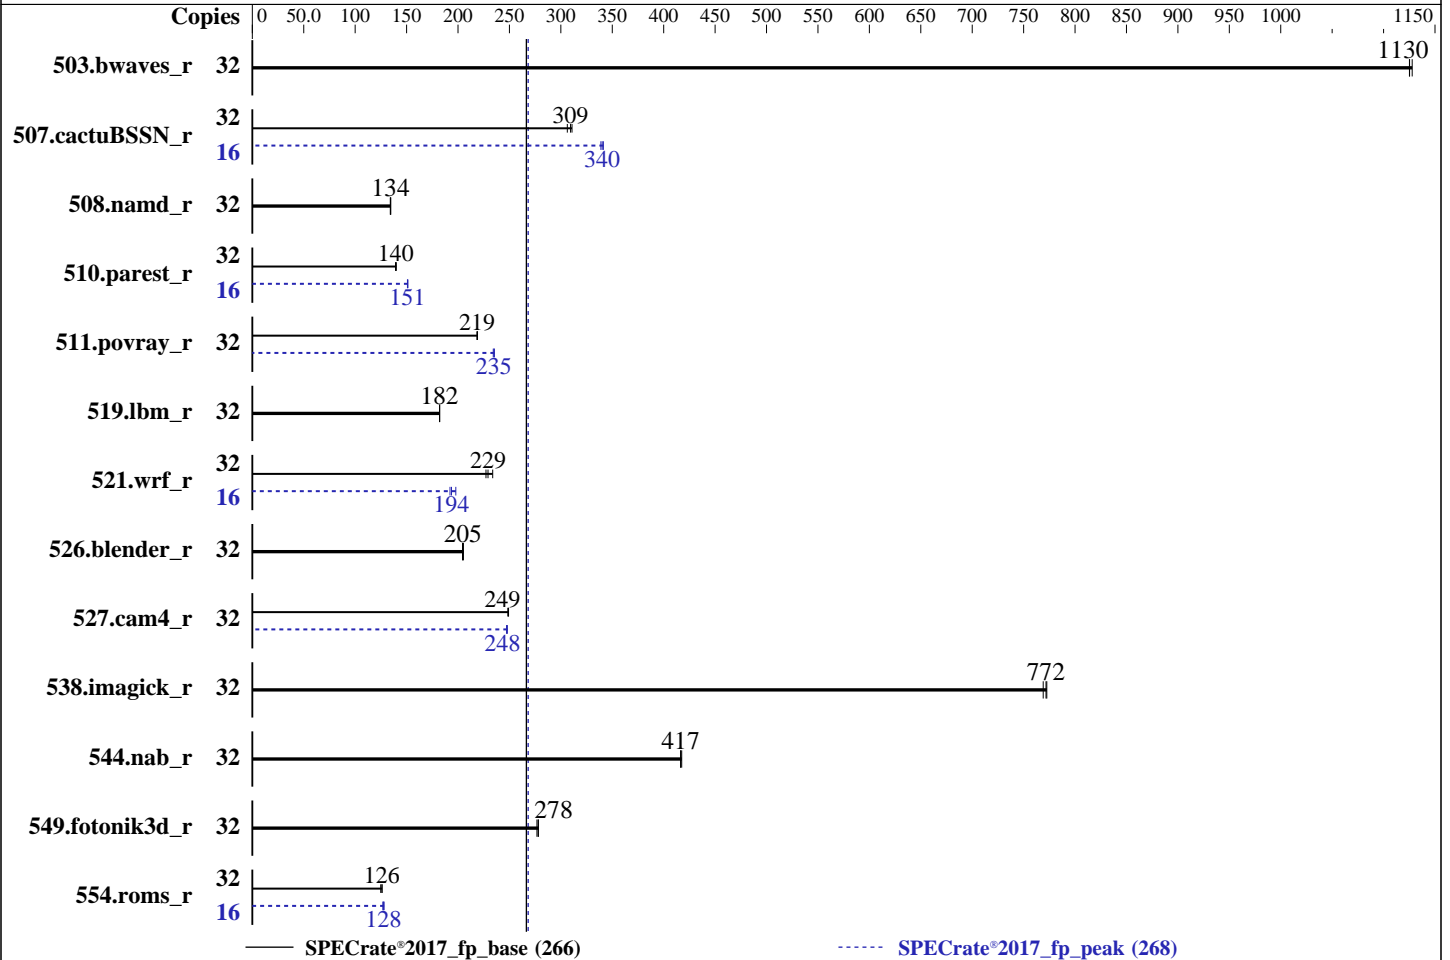 Copies 0 50.0 100 150 200 250 300 350 400 450 500 550 600 650 700 750 800 850 900 950 1000 1150
503.bwaves_r 32 1130
507.cactuBSSN_r 32 309
16 340
508.namd_r 32 134
510.parest_r 32 140
16 151
511.povray_r 32 219
235
519.lbm_r 32 182
521.wrf_r 32 229
16 194
526.blender_r 32 205
527.cam4_r 32 249
248
538.imagick_r 32 772
544.nab_r 32 417
549.fotonik3d_r 32 278
554.roms_r 32 126
16 128
SPECrate®2017_fp_base (266) SPECrate®2017_fp_peak (268)